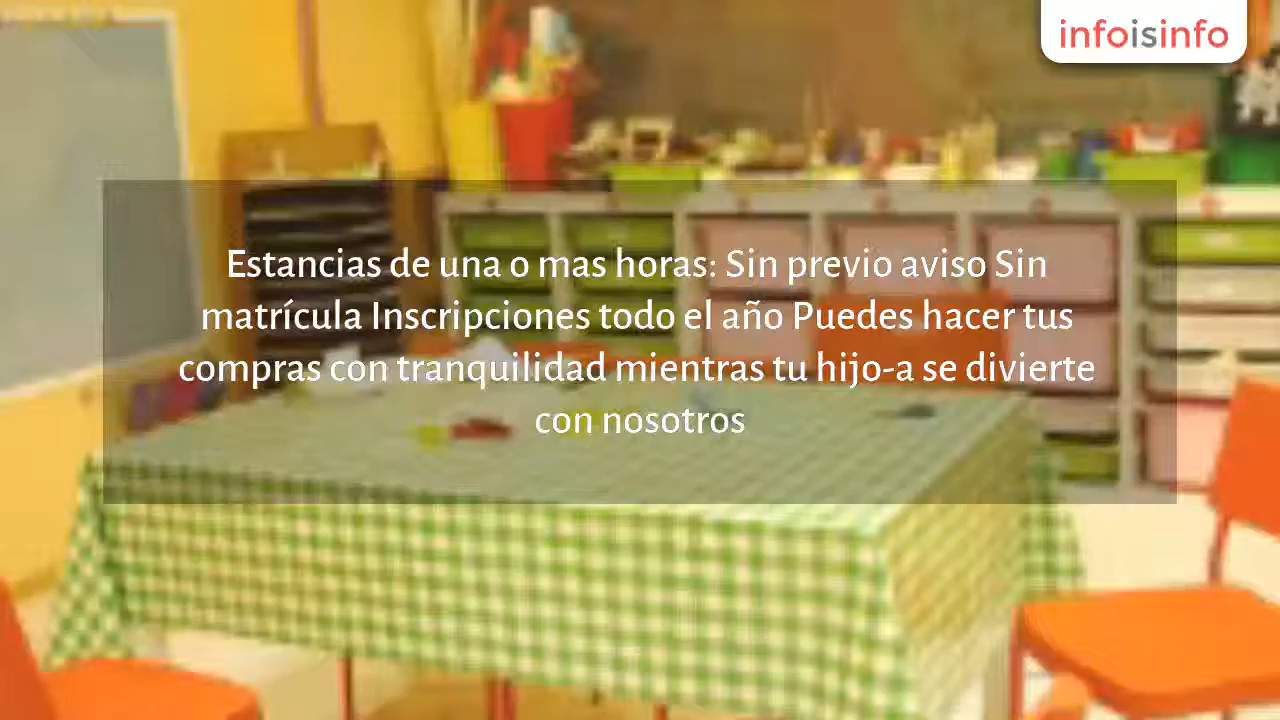 infoisinfo
Estancias de una o mas horas: Sin previo aviso Sin
matrícula Inscripciones todo el año Puedes hacer tus
compras con tranquilidad mientras tu hijo-a se divierte
con nosotros